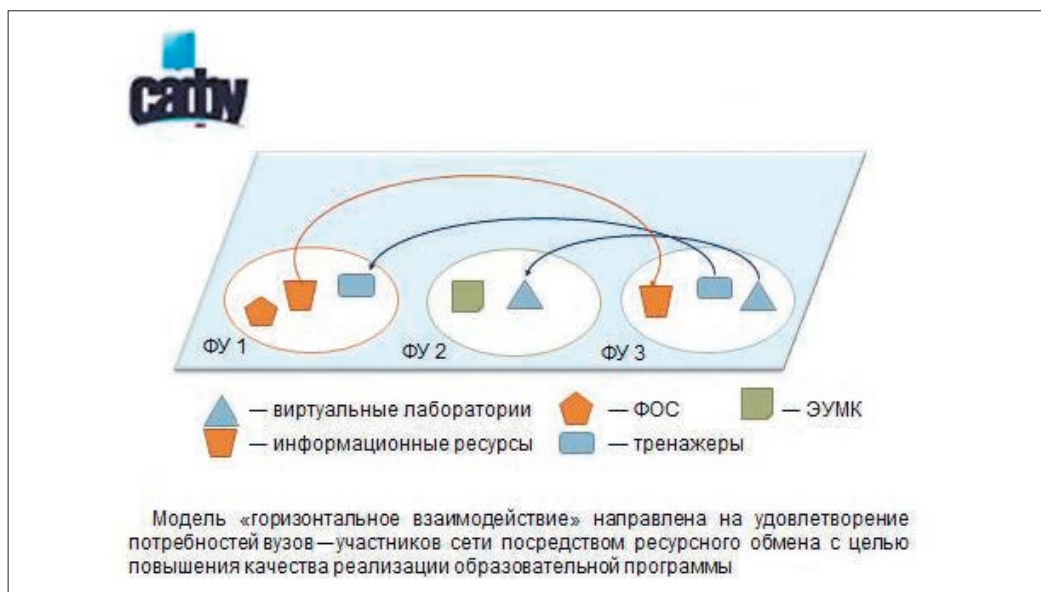 сафу
ФУ 1 ФУ 2 ФУ 3
— виртуальные лаборатории — ФОС — ЭУМК
— информационные ресурсы — тренажеры
Модель «горизонтальное взаимодействие» направлена на удовлетворение
потребностей вузов—участников сети посредством ресурсного обмена с целью
повышения качества реализации образовательной программы